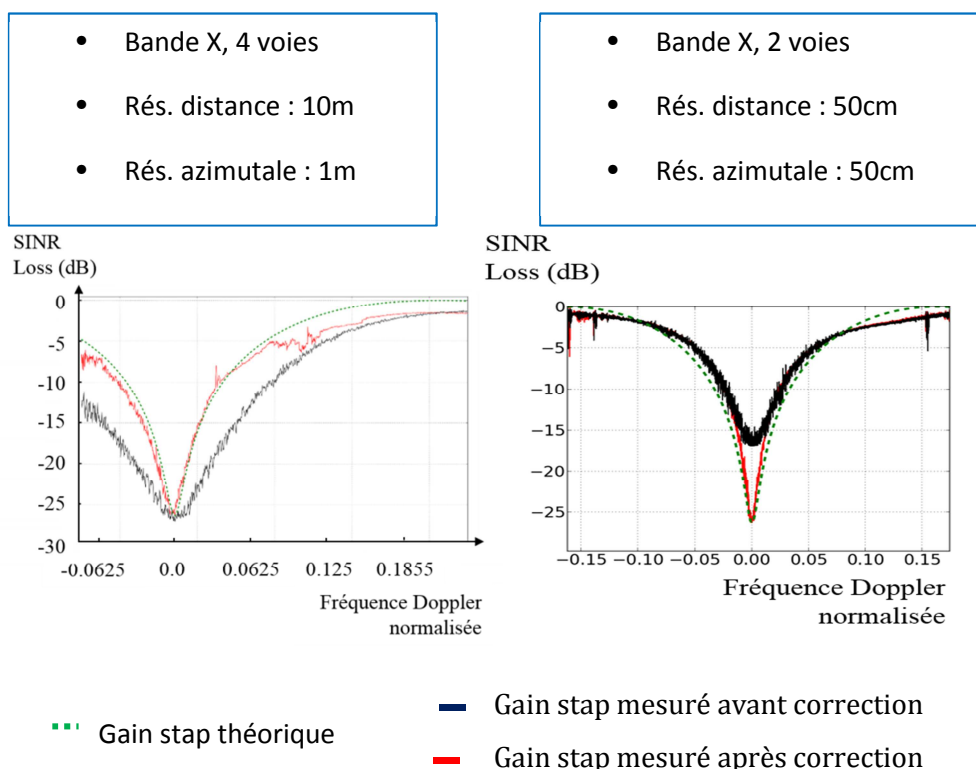 • Bande X, 4 voies
• Rés. distance : 10m
• Rés. azimutale : 1m
• Bande X, 2 voies
• Rés. distance : 50cm
• Rés. azimutale : 50cm
SINR
Loss (dB)
0
-5
-10
-15
-20
-25
-30
-0.0625 0.0 0.0625 0.125 0.1855
Fréquence Doppler
normalisée
SINR
Loss (dB)
0
−5
−10
−15
−20
−25
−0.15 −0.10 −0.05 0.00 0.05 0.10 0.15
Fréquence Doppler
normalisée
Gain stap théorique
Gain stap mesuré avant correction
Gain stap mesuré après correction